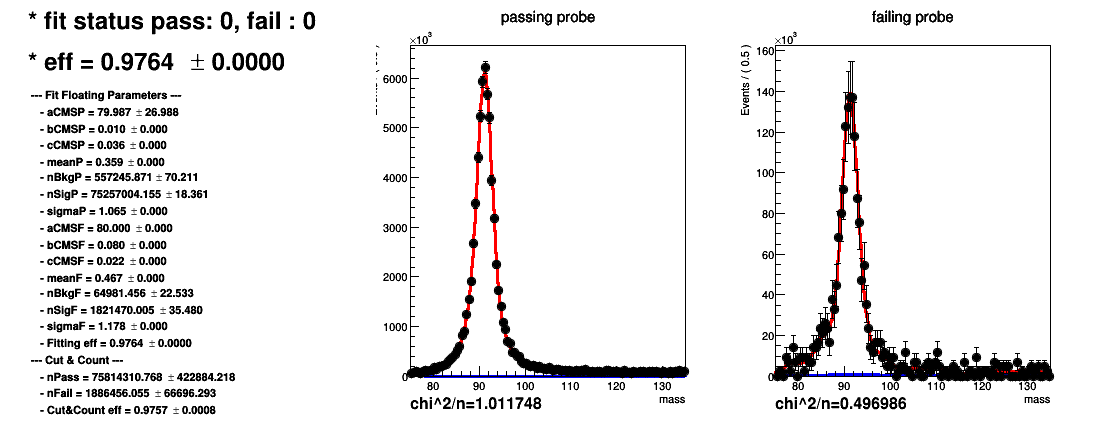 * fit status pass: 0, fail : 0
* eff = 0.9764 ± 0.0000
--- Fit Floating Parameters ---
- aCMSP = 79.987 ± 26.988
- bCMSP = 0.010 ± 0.000
- cCMSP = 0.036 ± 0.000
- meanP = 0.359 ± 0.000
- nBkgP = 557245.871 ± 70.211
- nSigP = 75257004.155 ± 18.361
- sigmaP = 1.065 ± 0.000
- aCMSF = 80.000 ± 0.000
- bCMSF = 0.080 ± 0.000
- cCMSF = 0.022 ± 0.000
- meanF = 0.467 ± 0.000
- nBkgF = 64981.456 ± 22.533
- nSigF = 1821470.005 ± 35.480
- sigmaF = 1.178 ± 0.000
- Fitting eff = 0.9764 ± 0.0000
--- Cut & Count ---
- nPass = 75814310.768 ± 422884.218
- nFail = 1886456.055 ± 66696.293
- Cut&Count eff = 0.9757 ± 0.0008
passing probe
×10³
6000
5000
4000
3000
2000
1000
0
80 90 100 110 120 130
mass
chi^2/n=1.011748
failing probe
×10³
Events / ( 0.5 )
160
140
120
100
80
60
40
20
0
80 90 100 110 120 130
mass
chi^2/n=0.496986